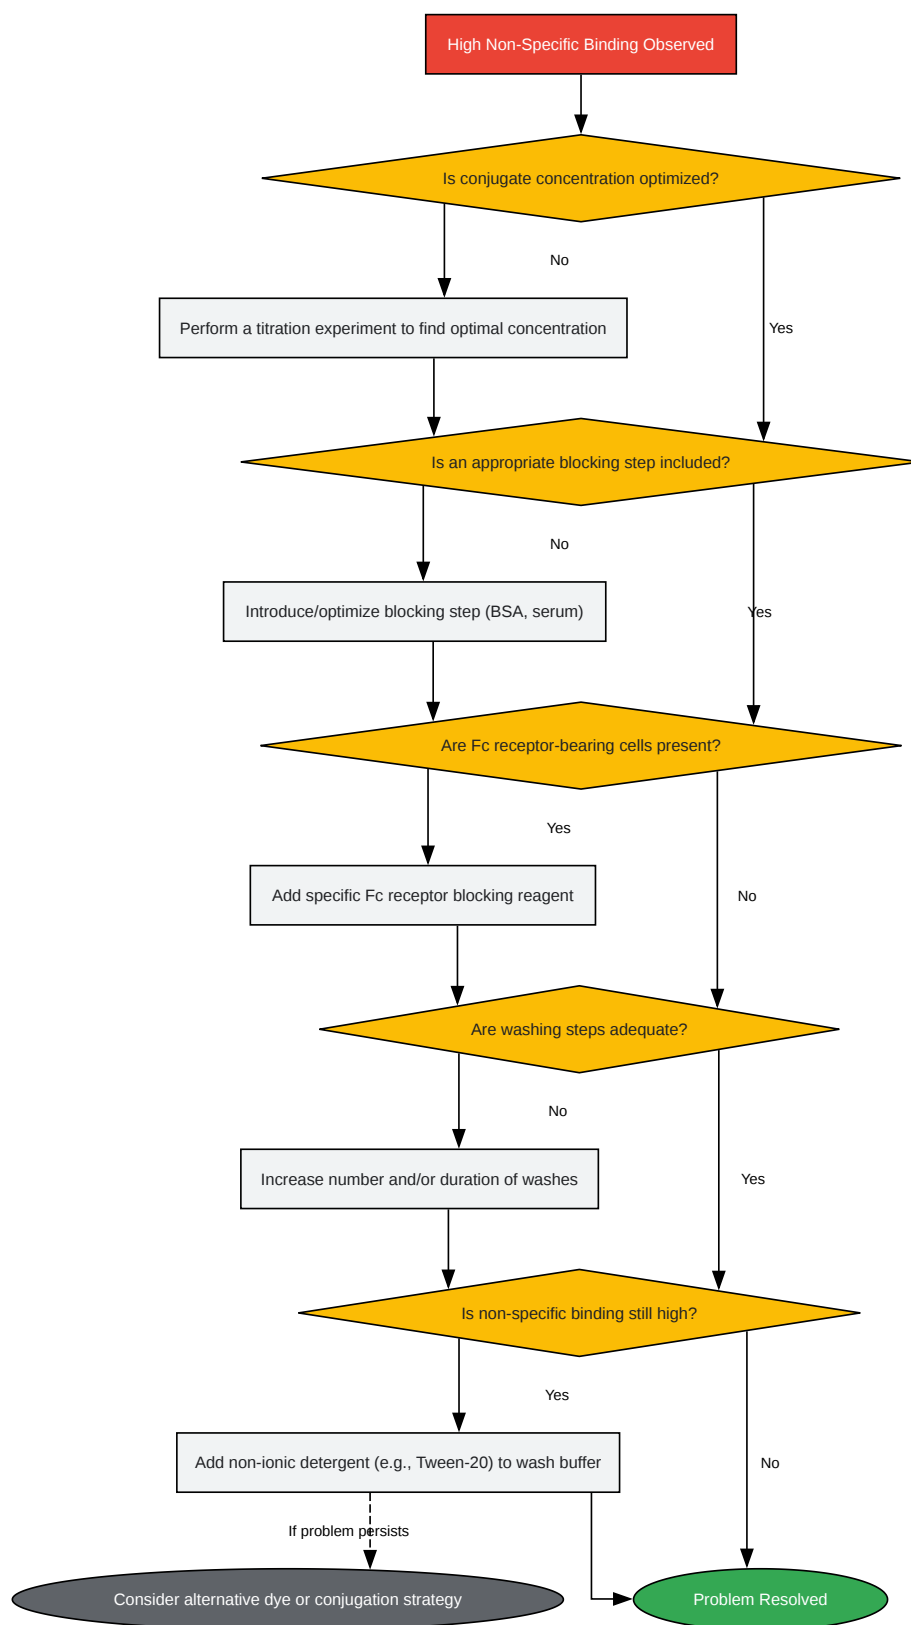 High Non-Specific Binding Observed
Is conjugate concentration optimized?
No
Perform a titration experiment to find optimal concentration
Yes
Is an appropriate blocking step included?
No
Introduce/optimize blocking step (BSA, serum)
Yes
Are Fc receptor-bearing cells present?
Yes
Add specific Fc receptor blocking reagent
No
Are washing steps adequate?
No
Increase number and/or duration of washes
Yes
Is non-specific binding still high?
Yes
Add non-ionic detergent (e.g., Tween-20) to wash buffer
No
If problem persists
Consider alternative dye or conjugation strategy
Problem Resolved